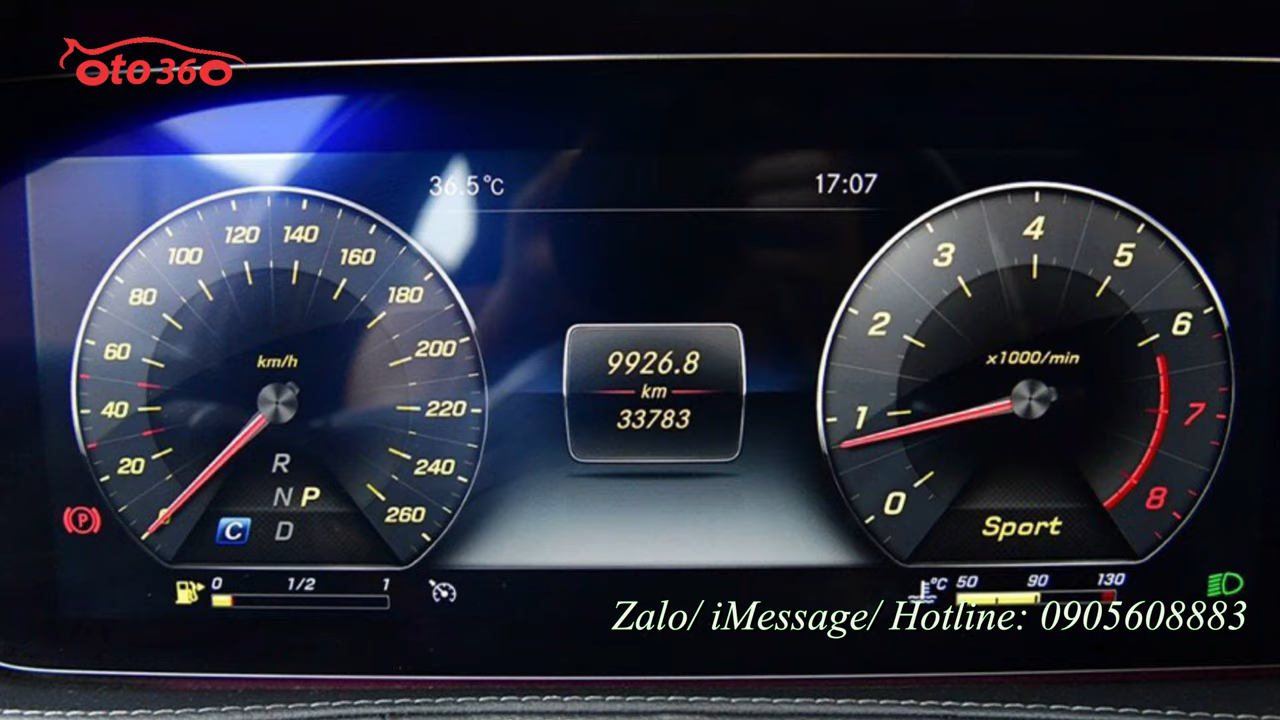 oto360
36.5°C
17:07
120 140
100 160
80 180
60 200
40 220
20 240
0 260
km/h
R
N P
C D
9926.8
km
33783
4
3 5
2 6
1 7
0 8
x1000/min
Sport
P
0 1/2 1
°C 50 90 130
Zalo/ iMessage/ Hotline: 0905608883